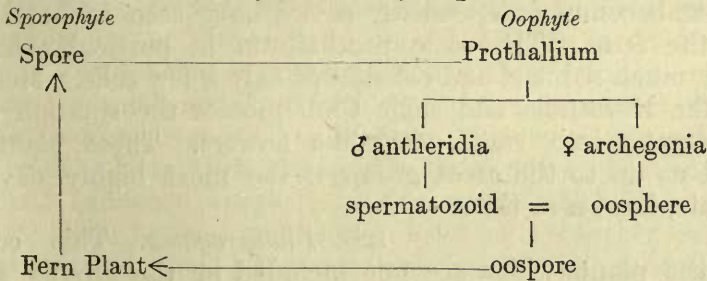 Sporophyte Oophyte
Spore Prothallium
♂ antheridia ♀ archegonia
spermatozoid = oosphere
Fern Plant oospore